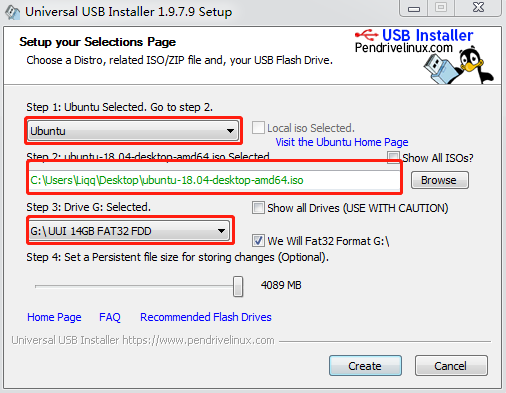 Universal USB Installer 1.9.7.9 Setup
Setup your Selections Page
Choose a Distro, related ISO/ZIP file and, your USB Flash Drive.
USB Installer
Pendrivelinux.com
Step 1: Ubuntu Selected. Go to step 2.
Ubuntu
Local iso Selected.
Visit the Ubuntu Home Page
Step 2: ubuntu-18.04-desktop-amd64.iso Selected.
Show All ISOs?
C:\Users\Liqq\Desktop\ubuntu-18.04-desktop-amd64.iso
Browse
Step 3: Drive G: Selected.
Show all Drives (USE WITH CAUTION)
G:\ UUI 14GB FAT32 FDD
We Will Fat32 Format G:\
Step 4: Set a Persistent file size for storing changes (Optional).
4089 MB
Home Page FAQ Recommended Flash Drives
Universal USB Installer https://www.pendrivelinux.com
Create Cancel